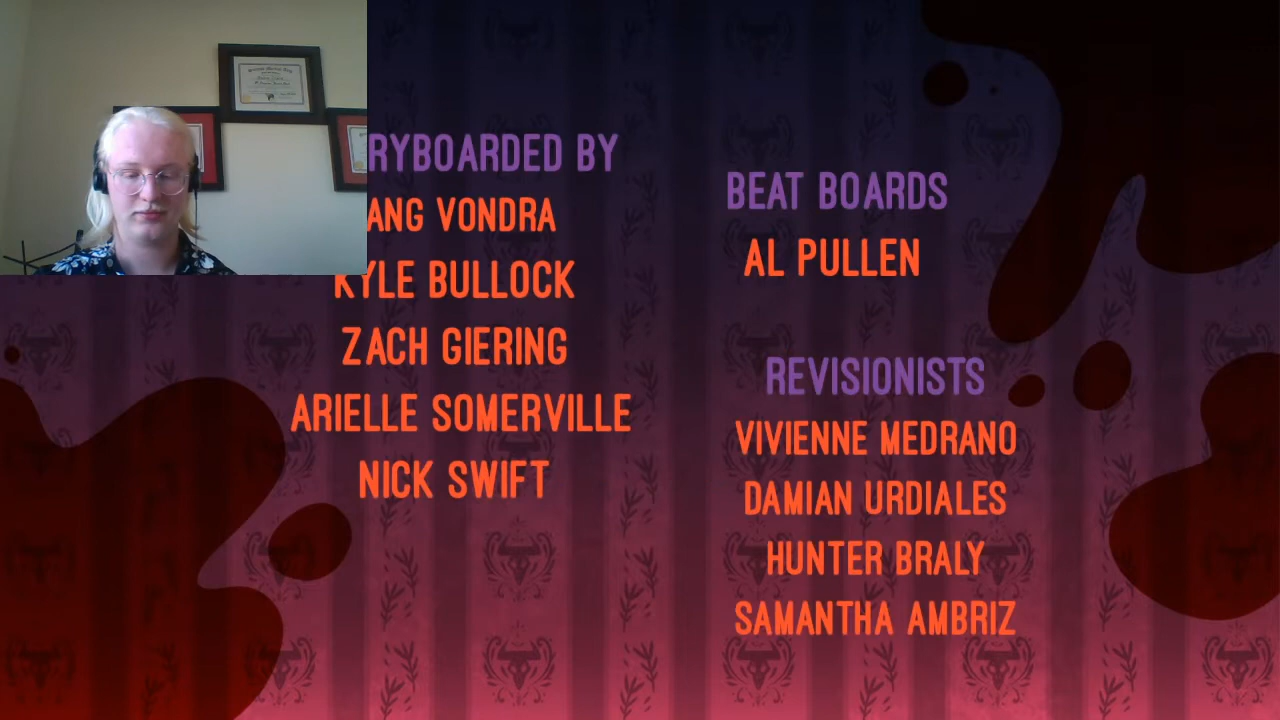 RYBOARDED BY
ANG VONDRA
KYLE BULLOCK
ZACH GIERING
ARIELLE SOMERVILLE
NICK SWIFT
BEAT BOARDS
AL PULLEN
REVISIONISTS
VIVIENNE MEDRANO
DAMIAN URDIALES
HUNTER BRALY
SAMANTHA AMBRIZ